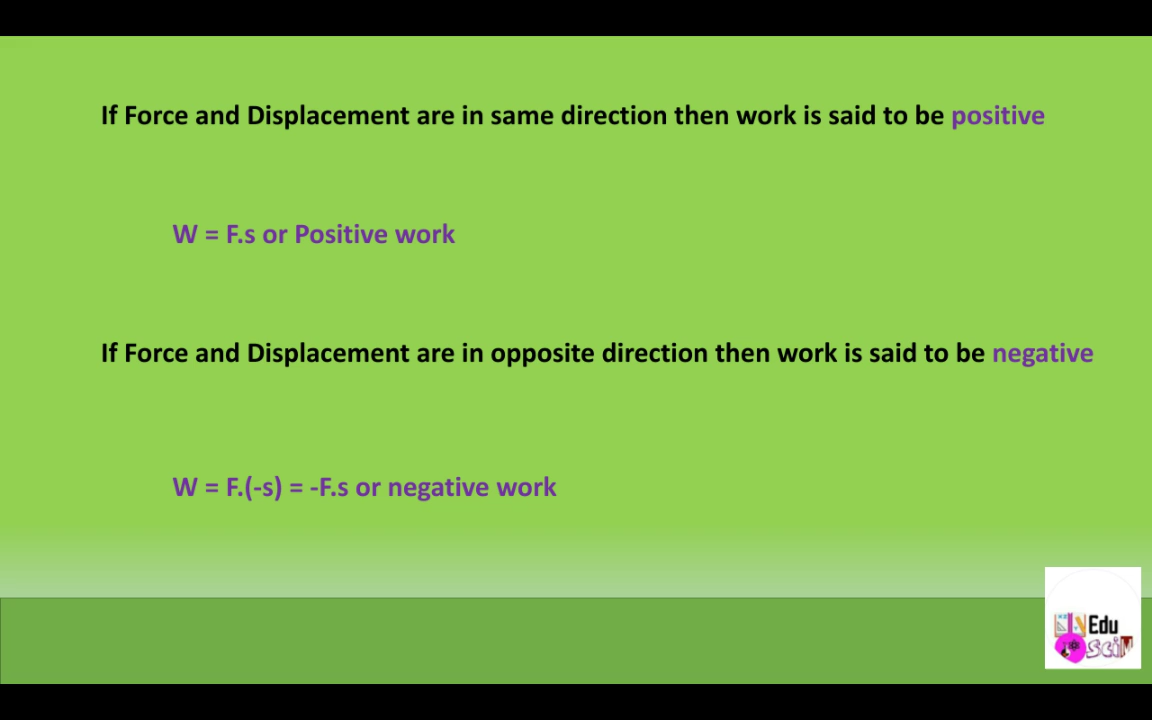 If Force and Displacement are in same direction then work is said to be positive
W = F.s or Positive work
If Force and Displacement are in opposite direction then work is said to be negative
W = F.(-s) = -F.s or negative work
Edu
SciM